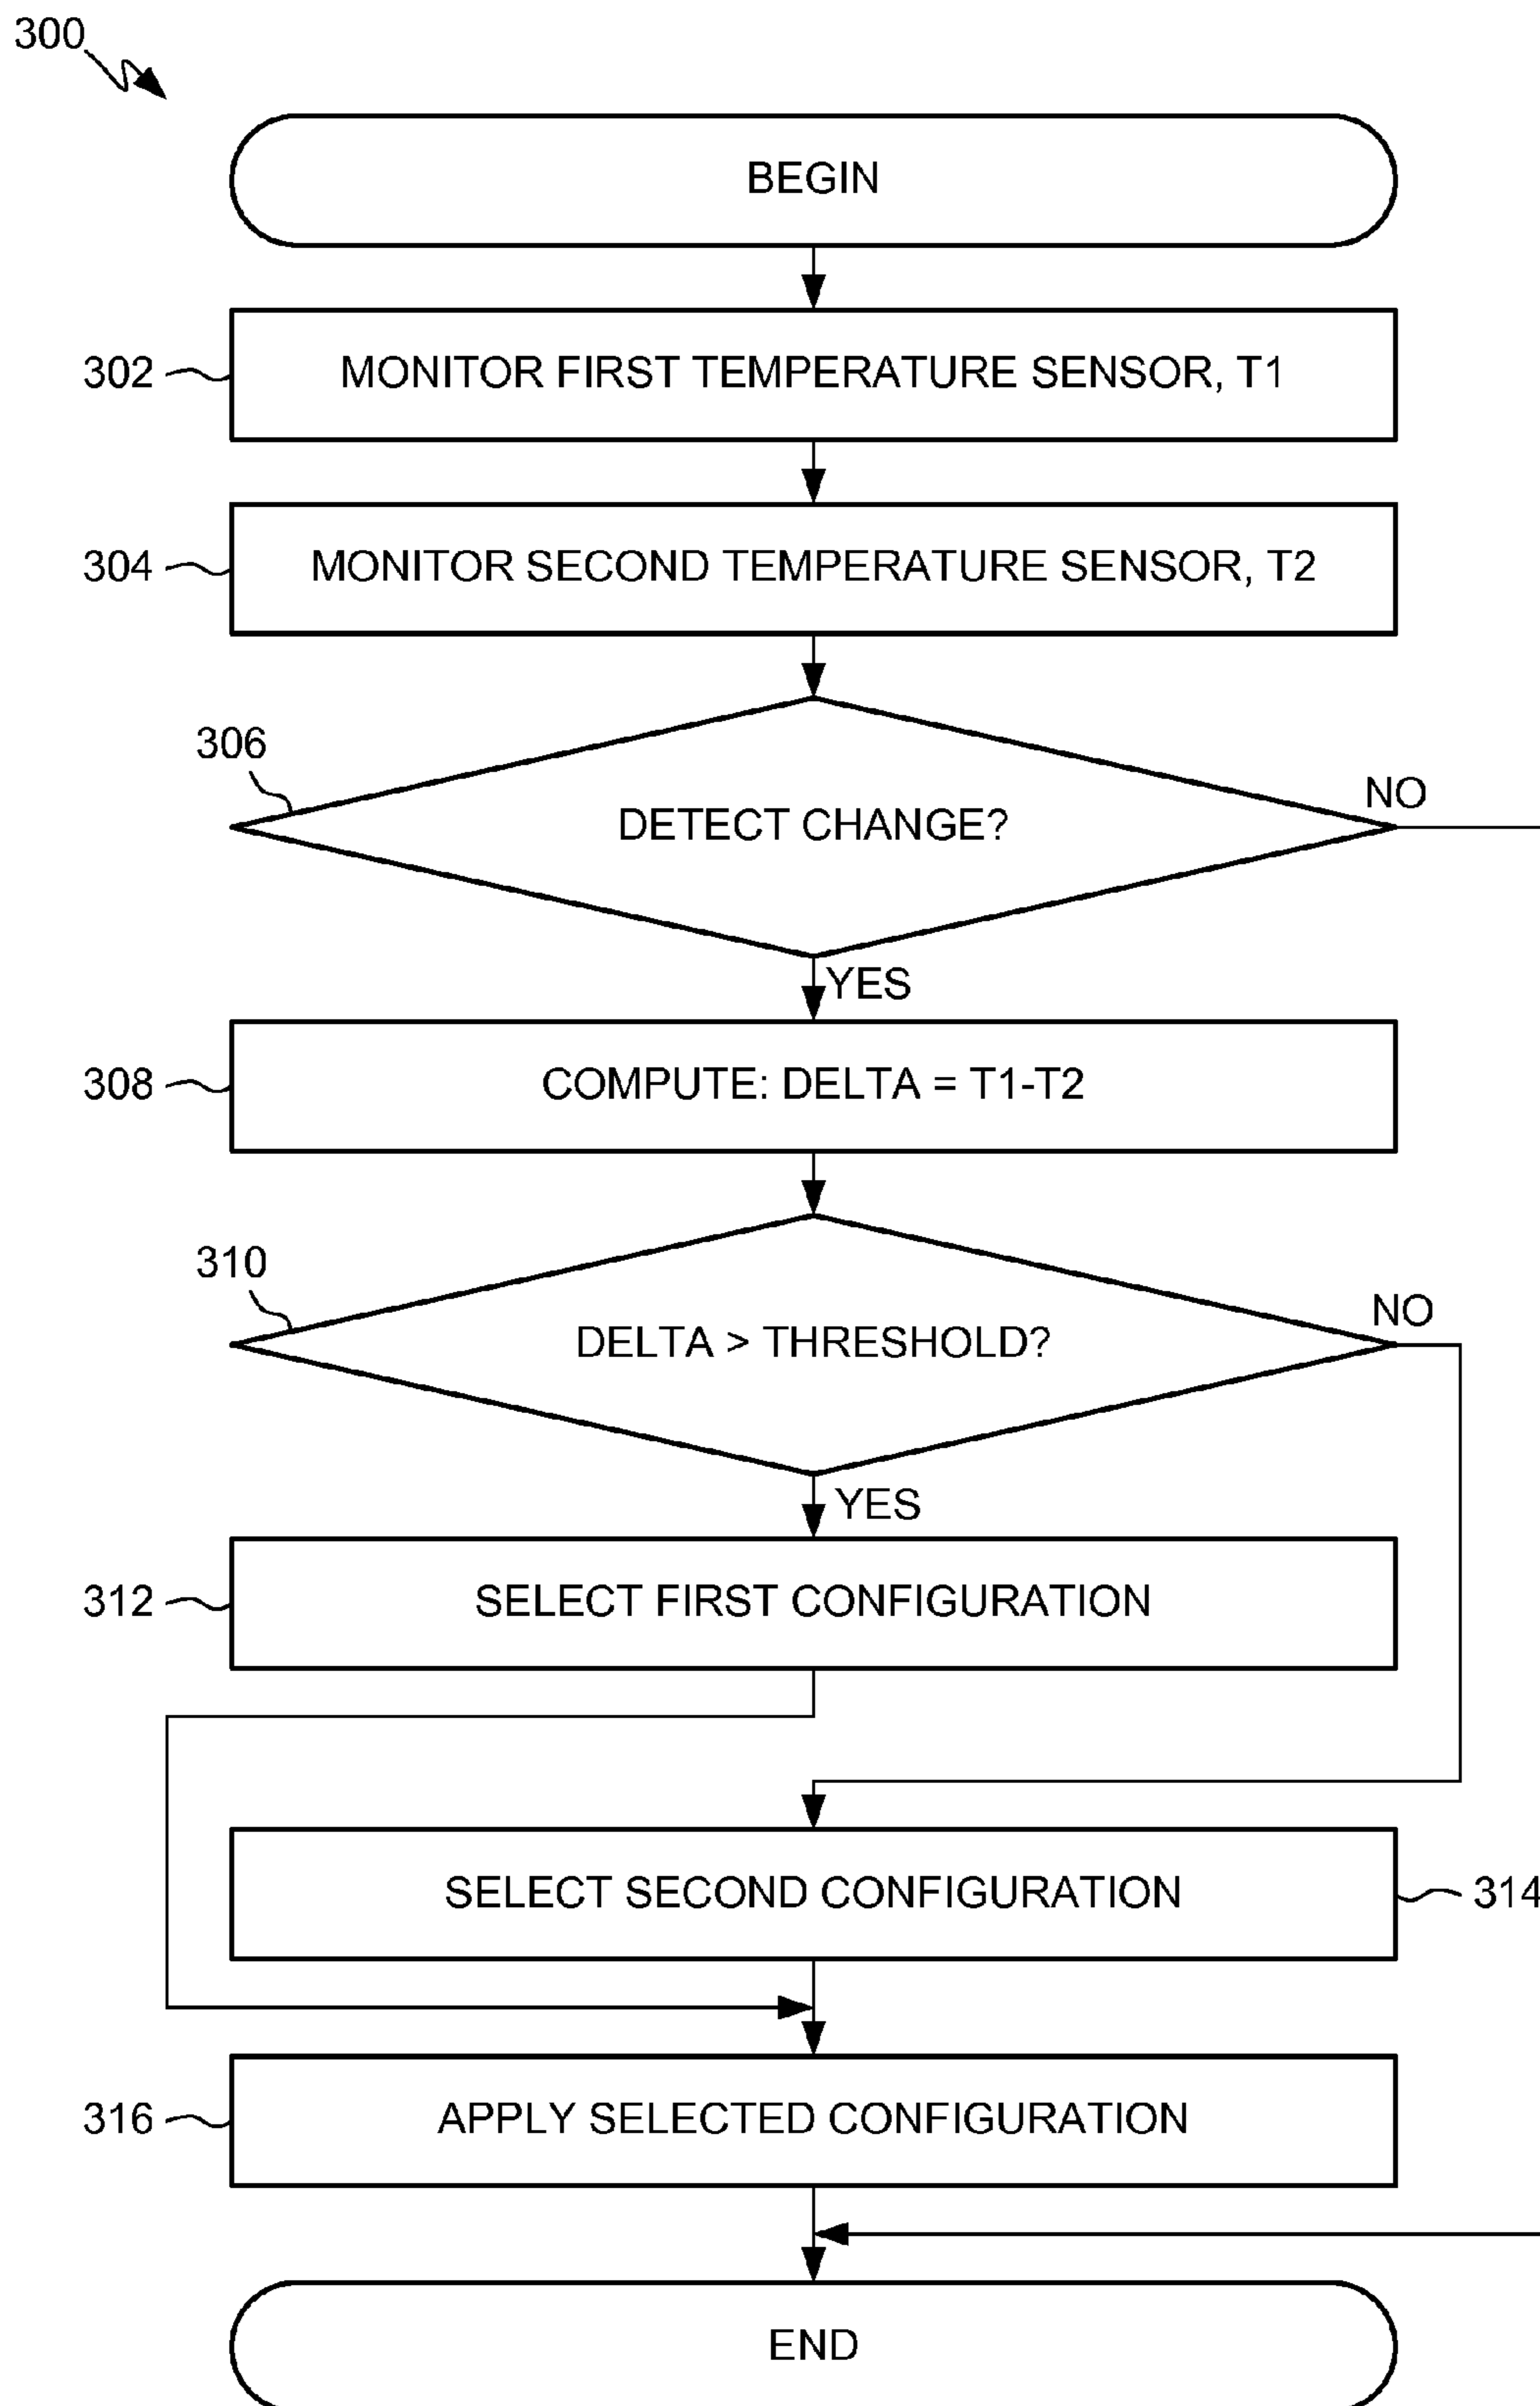 300
BEGIN
302
MONITOR FIRST TEMPERATURE SENSOR, T1
304
MONITOR SECOND TEMPERATURE SENSOR, T2
306
DETECT CHANGE?
NO
YES
308
COMPUTE: DELTA = T1-T2
310
DELTA > THRESHOLD?
NO
YES
312
SELECT FIRST CONFIGURATION
SELECT SECOND CONFIGURATION
314
316
APPLY SELECTED CONFIGURATION
END